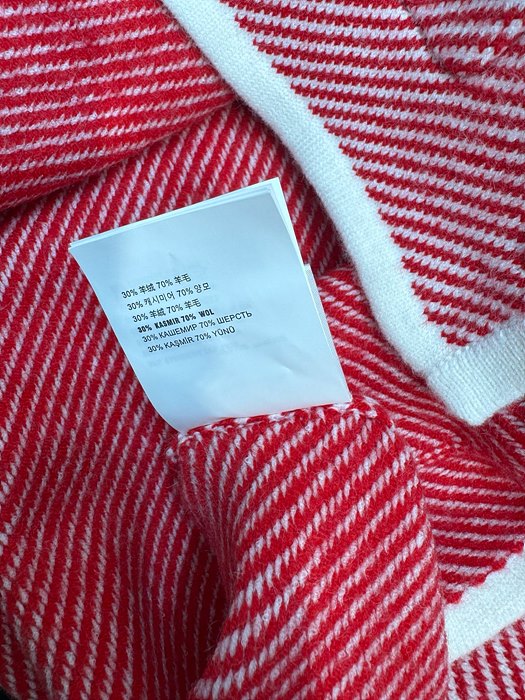 30% 羊绒 70% 羊毛
30% 캐시미어 70% 양모
30% 羊絨 70% 羊毛
30% KASMIR 70% WOL
30% КАШЕМИР 70% ШЕРСТЬ
30% KAŞMİR 70% YÜNÜ